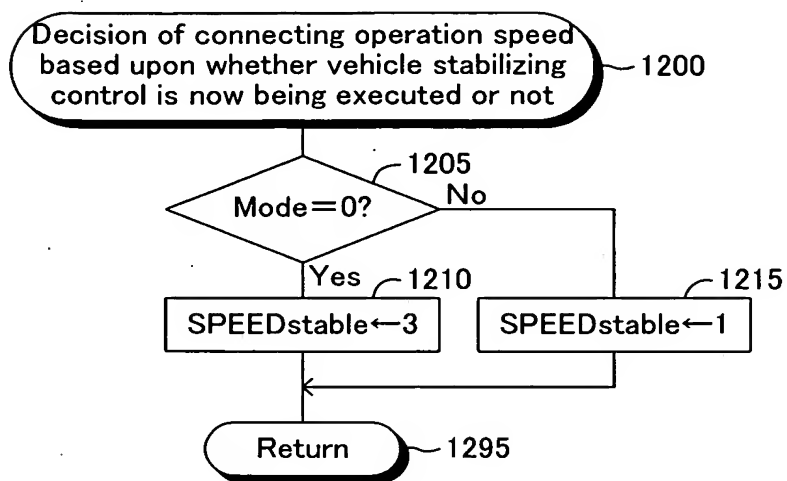 Decision of connecting operation speed
based upon whether vehicle stabilizing
control is now being executed or not
1200
1205
Mode=0?
No
Yes
1210
1215
SPEEDstable←3
SPEEDstable←1
Return
1295